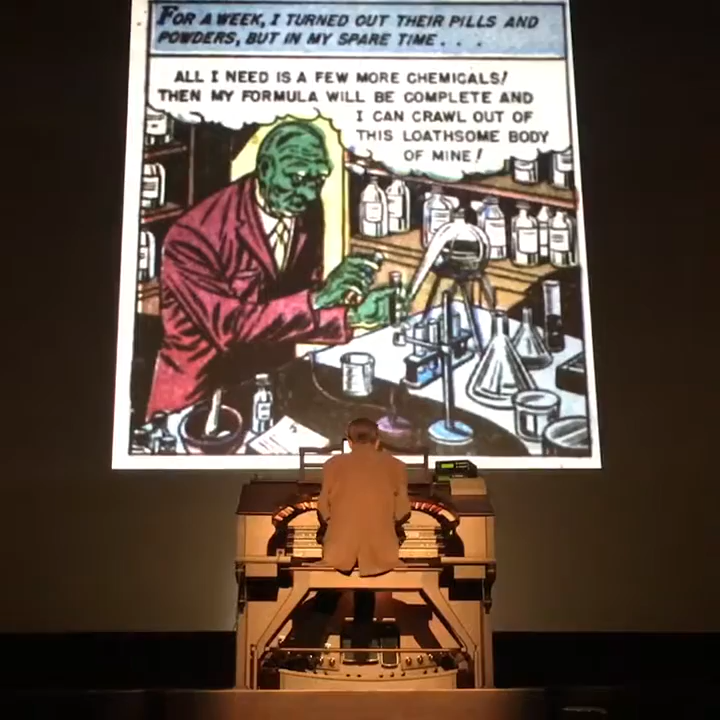 FOR A WEEK, I TURNED OUT THEIR PILLS AND
POWDERS, BUT IN MY SPARE TIME . . .
ALL I NEED IS A FEW MORE CHEMICALS!
THEN MY FORMULA WILL BE COMPLETE AND
I CAN CRAWL OUT OF
THIS LOATHSOME BODY
OF MINE!